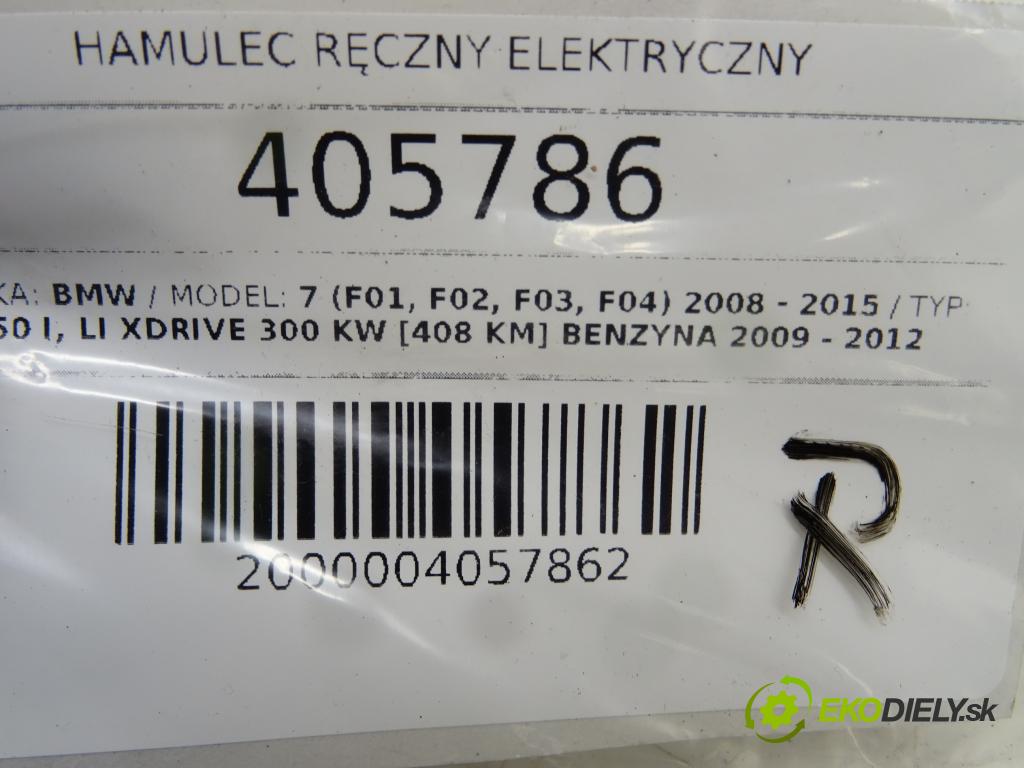 HAMULEC RĘCZNY ELEKTRYCZNY
405786
KA: BMW / MODEL: 7 (F01, F02, F03, F04) 2008 - 2015 / TYP:
50 I, LI XDRIVE 300 KW [408 KM] BENZYNA 2009 - 2012
2000004057862
R
EKODIELY.sk